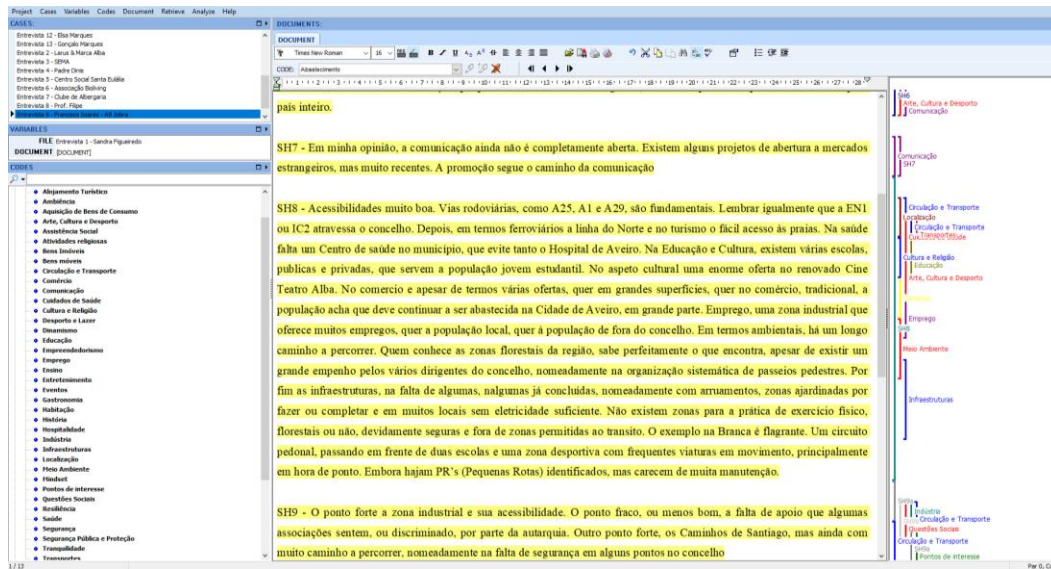 Project Cases Variables Codes Document Retrieve Analyze Help
CASES:
Entrevista 12 - Elsa Marques
Entrevista 13 - Gonçalo Marques
Entrevista 2 - Larus & Marca Alba
Entrevista 3 - SEMA
Entrevista 4 - Padre Dinis
Entrevista 5 - Centro Social Santa Eulália
Entrevista 6 - Associação Bioliving
Entrevista 7 - Clube de Albergaria
Entrevista 8 - Prof. Filipe
VARIABLES
FILE Entrevista 1 - Sandra Figueiredo
DOCUMENT [DOCUMENT]
CODES
Alojamento Turístico
Ambiência
Aquisição de Bens de Consumo
Arte, Cultura e Desporto
Assistência Social
Atividades religiosas
Bens Imóveis
Bens móveis
Circulação e Transporte
Comércio
Comunicação
Cuidados de Saúde
Cultura e Religião
Desporto e Lazer
Dinamismo
Educação
Empreendedorismo
Emprego
Ensino
Entretenimento
Eventos
Gastronomia
Habitação
História
Hospitalidade
Indústria
Infraestruturas
Localização
Meio Ambiente
Mindset
Pontos de interesse
Questões Sociais
Resiliência
Saúde
Segurança
Segurança Pública e Proteção
Tranquilidade
Transportes
1 / 13
DOCUMENTS:
DOCUMENT
Times New Roman 16
CODE: Abastecimento
país inteiro.
SH7 - Em minha opinião, a comunicação ainda não é completamente aberta. Existem alguns projetos de abertura a mercados
estrangeiros, mas muito recentes. A promoção segue o caminho da comunicação
SH8 - Acessibilidades muito boa. Vias rodoviárias, como A25, A1 e A29, são fundamentais. Lembrar igualmente que a EN1
ou IC2 atravessa o concelho. Depois, em termos ferroviários a linha do Norte e no turismo o fácil acesso às praias. Na saúde
falta um Centro de saúde no município, que evite tanto o Hospital de Aveiro. Na Educação e Cultura, existem várias escolas,
publicas e privadas, que servem a população jovem estudantil. No aspeto cultural uma enorme oferta no renovado Cine
Teatro Alba. No comercio e apesar de termos várias ofertas, quer em grandes superfícies, quer no comércio, tradicional, a
população acha que deve continuar a ser abastecida na Cidade de Aveiro, em grande parte. Emprego, uma zona industrial que
oferece muitos empregos, quer a população local, quer á população de fora do concelho. Em termos ambientais, há um longo
caminho a percorrer. Quem conhece as zonas florestais da região, sabe perfeitamente o que encontra, apesar de existir um
grande empenho pelos vários dirigentes do concelho, nomeadamente na organização sistemática de passeios pedestres. Por
fim as infraestruturas, na falta de algumas, nalgumas já concluídas, nomeadamente com arruamentos, zonas ajardinadas por
fazer ou completar e em muitos locais sem eletricidade suficiente. Não existem zonas para a prática de exercício físico,
florestais ou não, devidamente seguras e fora de zonas permitidas ao transito. O exemplo na Branca é flagrante. Um circuito
pedonal, passando em frente de duas escolas e uma zona desportiva com frequentes viaturas em movimento, principalmente
em hora de ponto. Embora hajam PR's (Pequenas Rotas) identificados, mas carecem de muita manutenção.
SH9 - O ponto forte a zona industrial e sua acessibilidade. O ponto fraco, ou menos bom, a falta de apoio que algumas
associações sentem, ou discriminado, por parte da autarquia. Outro ponto forte, os Caminhos de Santiago, mas ainda com
muito caminho a percorrer, nomeadamente na falta de segurança em alguns pontos no concelho
SH6
Arte, Cultura e Desporto
Comunicação
Comunicação
SH7
Circulação e Transporte
Localização
Circulação e Transporte
Cultura e Religião
Educação
Arte, Cultura e Desporto
Emprego
SH8
Meio Ambiente
Infraestruturas
SH9a
Indústria
Circulação e Transporte
Questões Sociais
Circulação e Transporte
SH9a
Pontos de interesse